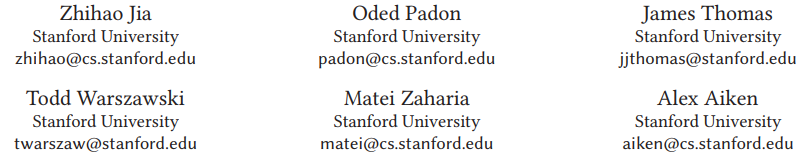 Zhihao Jia
Stanford University
zhihao@cs.stanford.edu
Oded Padon
Stanford University
padon@cs.stanford.edu
James Thomas
Stanford University
jjthomas@stanford.edu
Todd Warszawski
Stanford University
twarszaw@stanford.edu
Matei Zaharia
Stanford University
matei@cs.stanford.edu
Alex Aiken
Stanford University
aiken@cs.stanford.edu